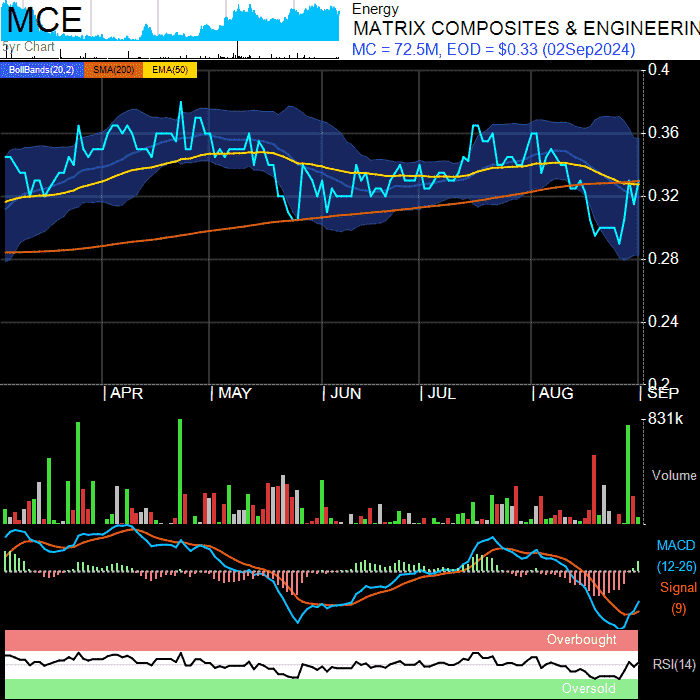 MCE
5yr Chart
Energy
MATRIX COMPOSITES & ENGINEERIN
MC = 72.5M, EOD = $0.33 (02Sep2024)
BollBands(20,2) SMA(200) EMA(50)
0.4
0.36
0.32
0.28
0.24
0.2
APR MAY JUN JUL AUG SEP
831k
Volume
MACD
(12-26)
Signal
(9)
Overbought
RSI(14)
Oversold